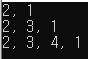 2, 1
2, 3, 1
2, 3, 4, 1